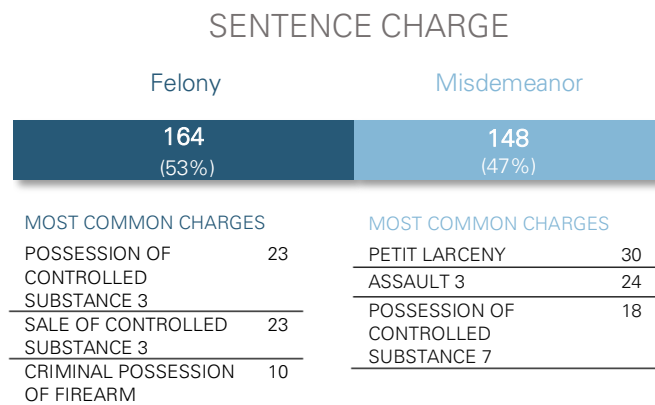 SENTENCE CHARGE
Felony
Misdemeanor
164
(53%)
148
(47%)
MOST COMMON CHARGES
POSSESSION OF 23
CONTROLLED
SUBSTANCE 3
SALE OF CONTROLLED 23
SUBSTANCE 3
CRIMINAL POSSESSION 10
OF FIREARM
MOST COMMON CHARGES
PETIT LARCENY 30
ASSAULT 3 24
POSSESSION OF 18
CONTROLLED
SUBSTANCE 7